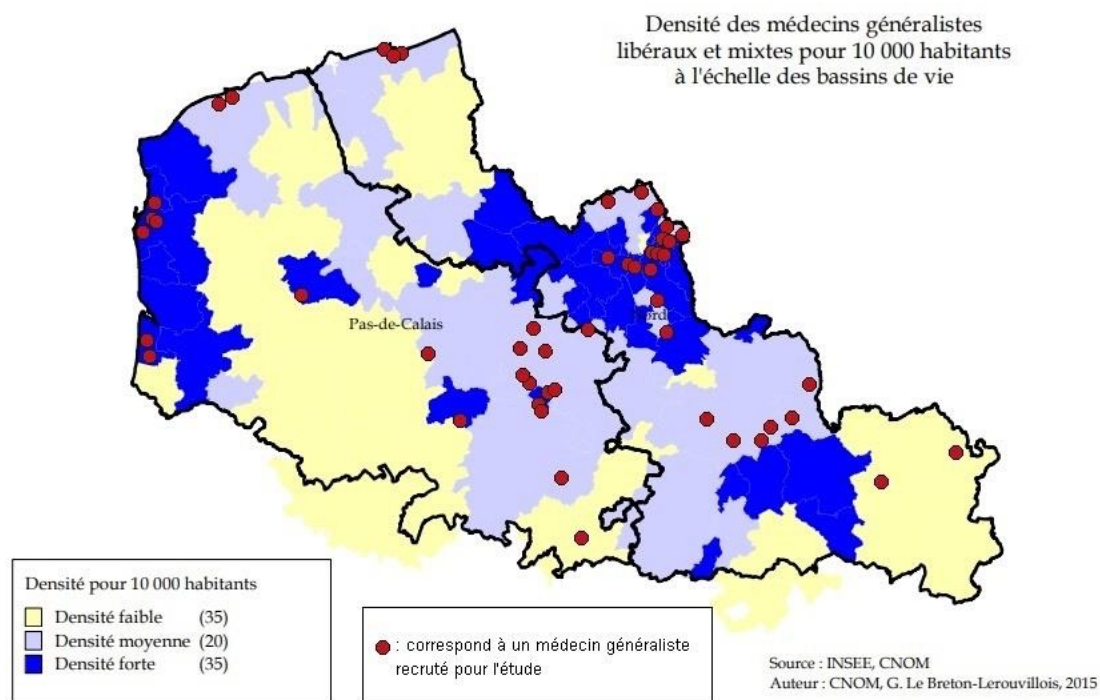 Densité des médecins généralistes
libéraux et mixtes pour 10 000 habitants
à l'échelle des bassins de vie
Pas-de-Calais
Nord
Densité pour 10 000 habitants
Densité faible (35)
Densité moyenne (20)
Densité forte (35)
: correspond à un médecin généraliste
recruté pour l'étude
Source : INSEE, CNOM
Auteur : CNOM, G. Le Breton-Lerouvillois, 2015